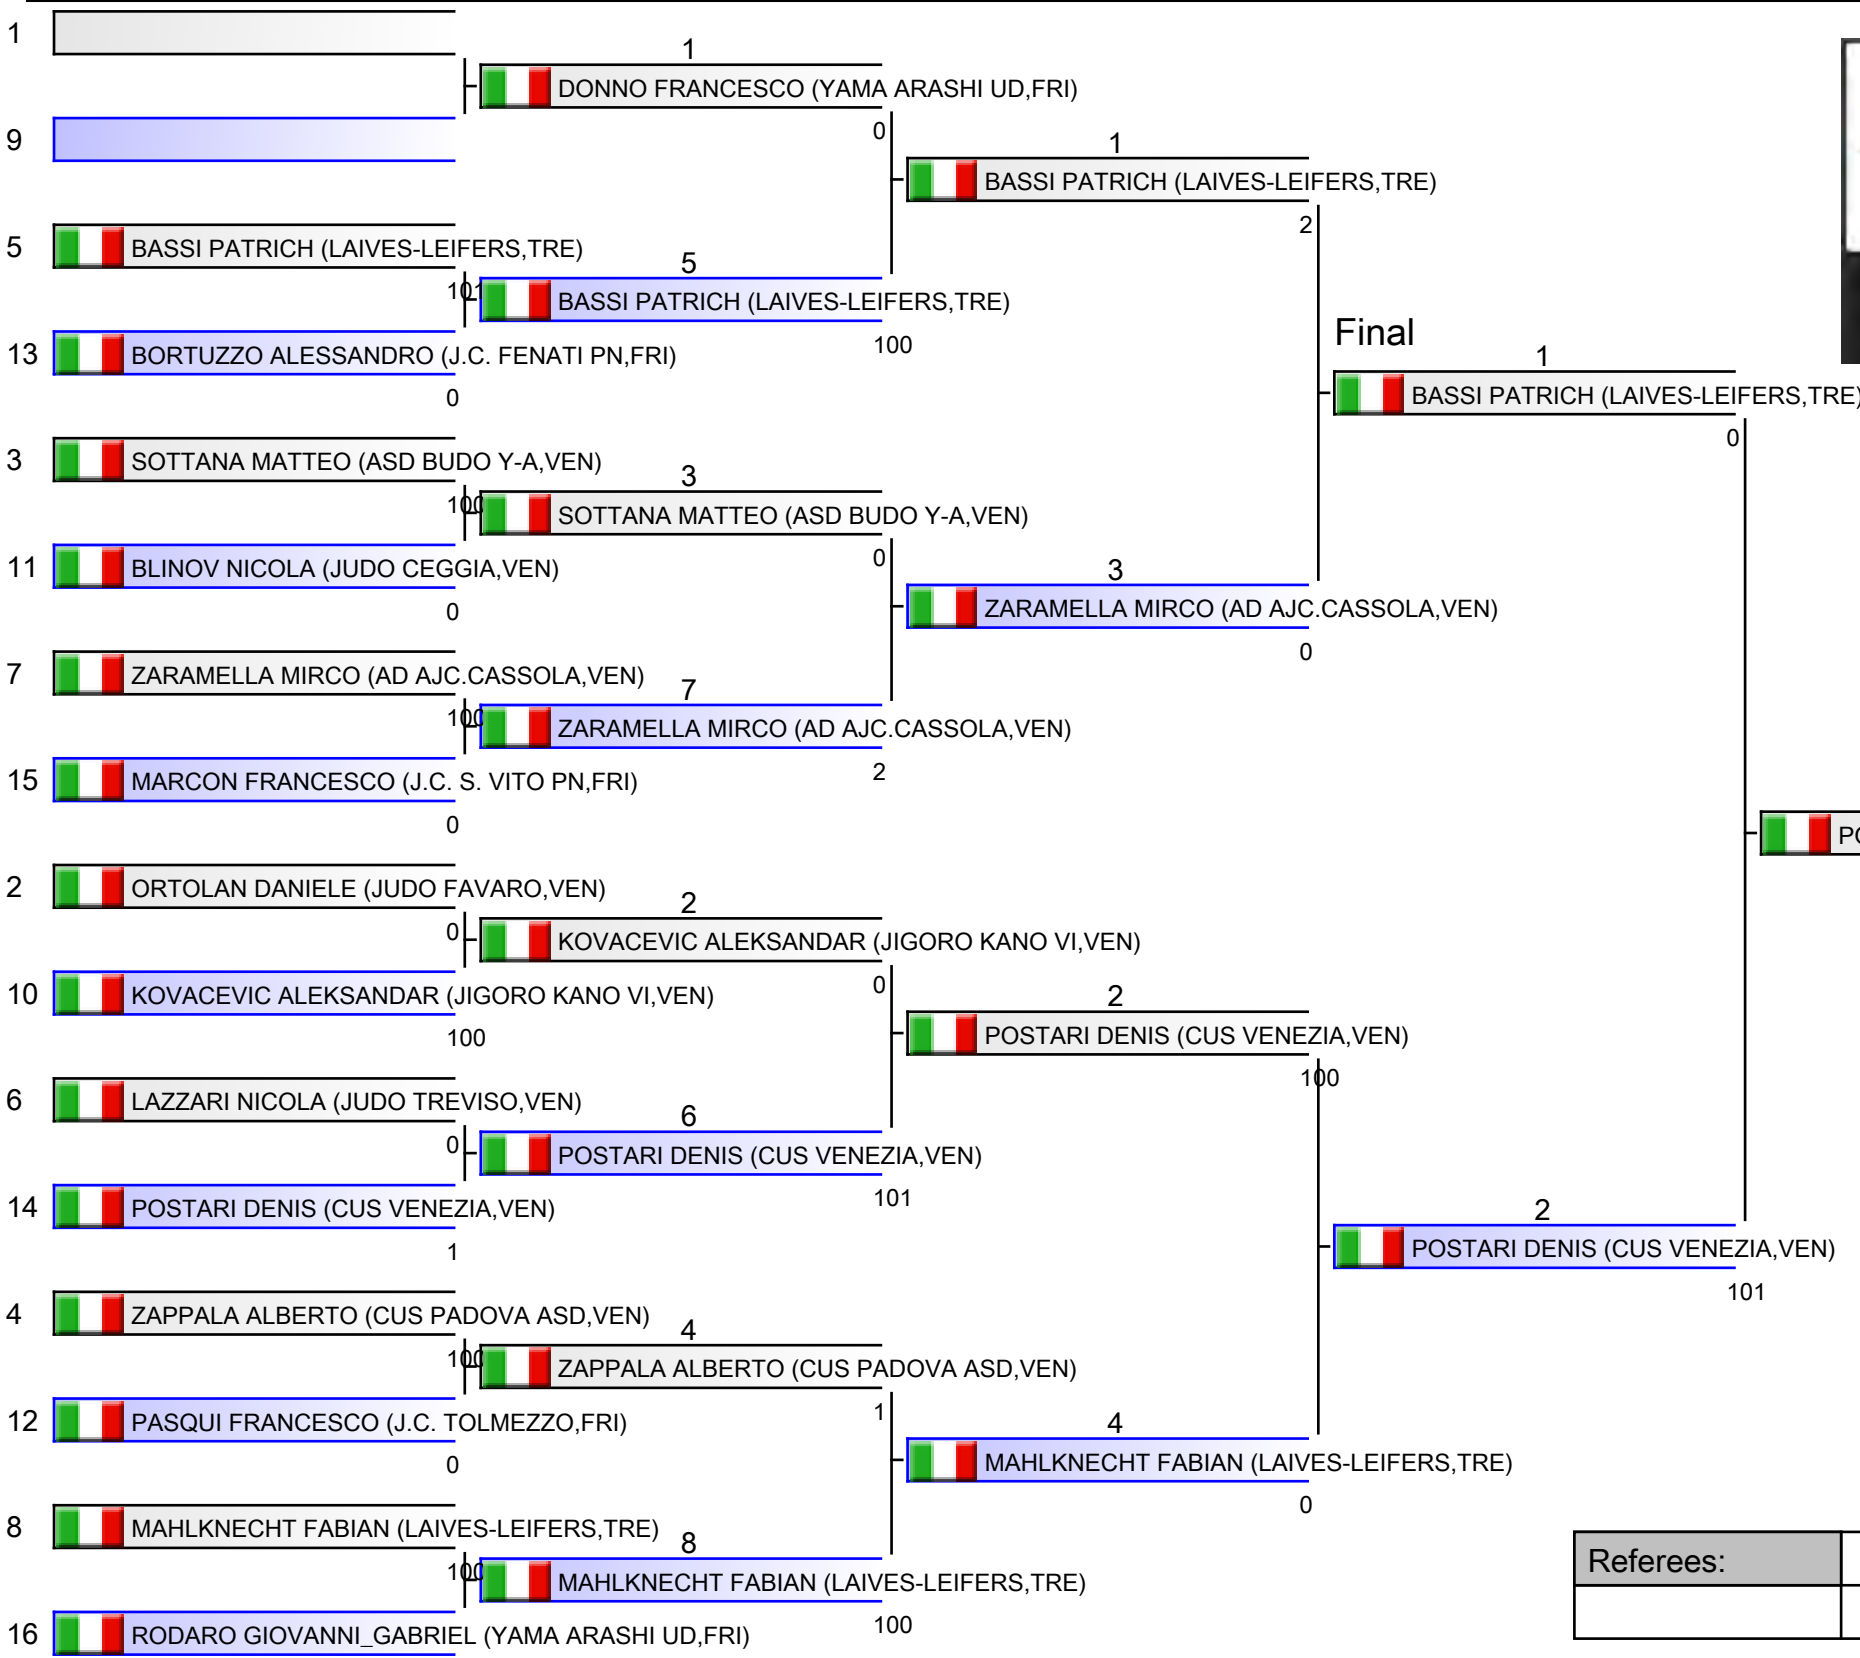 1
1
DONNO FRANCESCO (YAMA ARASHI UD,FRI)
0
9
1
BASSI PATRICH (LAIVES-LEIFERS,TRE)
2
5
BASSI PATRICH (LAIVES-LEIFERS,TRE)
101
5
BASSI PATRICH (LAIVES-LEIFERS,TRE)
100
13
BORTUZZO ALESSANDRO (J.C. FENATI PN,FRI)
0
Final
1
BASSI PATRICH (LAIVES-LEIFERS,TRE)
0
3
SOTTANA MATTEO (ASD BUDO Y-A,VEN)
100
3
SOTTANA MATTEO (ASD BUDO Y-A,VEN)
0
11
BLINOV NICOLA (JUDO CEGGIA,VEN)
0
3
ZARAMELLA MIRCO (AD AJC.CASSOLA,VEN)
0
7
ZARAMELLA MIRCO (AD AJC.CASSOLA,VEN)
100
7
ZARAMELLA MIRCO (AD AJC.CASSOLA,VEN)
2
15
MARCON FRANCESCO (J.C. S. VITO PN,FRI)
0
PO
2
ORTOLAN DANIELE (JUDO FAVARO,VEN)
0
2
KOVACEVIC ALEKSANDAR (JIGORO KANO VI,VEN)
0
10
KOVACEVIC ALEKSANDAR (JIGORO KANO VI,VEN)
100
2
POSTARI DENIS (CUS VENEZIA,VEN)
100
6
LAZZARI NICOLA (JUDO TREVISO,VEN)
0
6
POSTARI DENIS (CUS VENEZIA,VEN)
101
14
POSTARI DENIS (CUS VENEZIA,VEN)
1
2
POSTARI DENIS (CUS VENEZIA,VEN)
101
4
ZAPPALA ALBERTO (CUS PADOVA ASD,VEN)
100
4
ZAPPALA ALBERTO (CUS PADOVA ASD,VEN)
1
12
PASQUI FRANCESCO (J.C. TOLMEZZO,FRI)
0
4
MAHLKNECHT FABIAN (LAIVES-LEIFERS,TRE)
0
8
MAHLKNECHT FABIAN (LAIVES-LEIFERS,TRE)
100
8
MAHLKNECHT FABIAN (LAIVES-LEIFERS,TRE)
100
16
RODARO GIOVANNI_GABRIEL (YAMA ARASHI UD,FRI)
Referees: